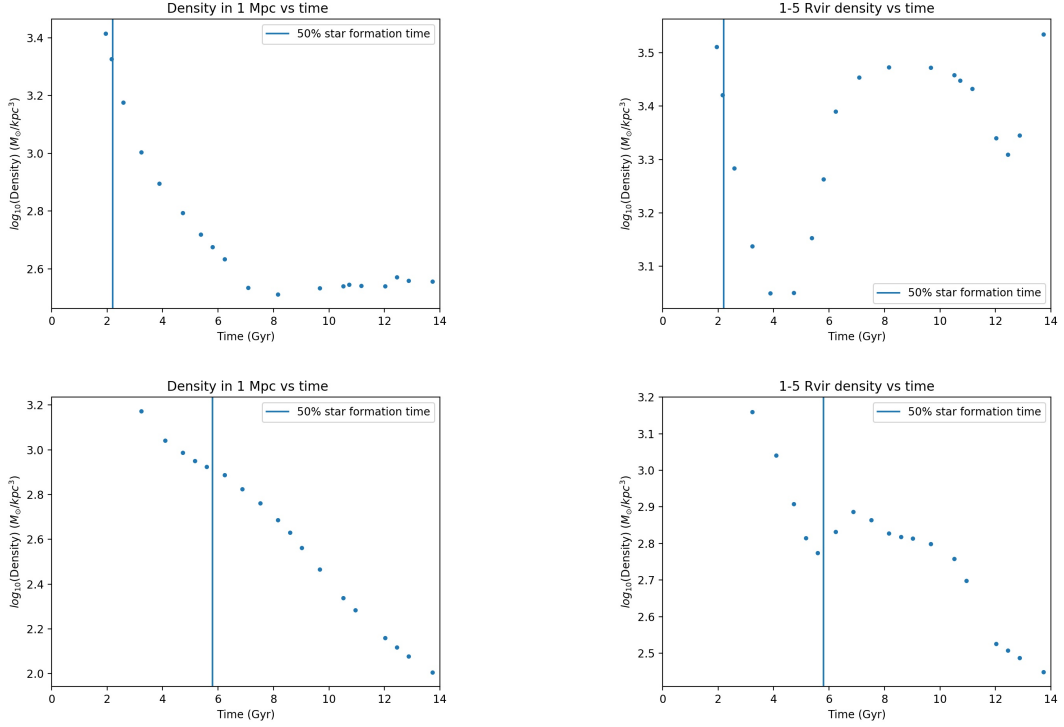 Density in 1 Mpc vs time
50% star formation time
3.4
3.2
3.0
2.8
2.6
log₁₀(Density) (M⊙/kpc³)
0 2 4 6 8 10 12 14
Time (Gyr)
1-5 Rvir density vs time
3.5
3.4
3.3
3.2
3.1
log₁₀(Density) (M⊙/kpc³)
50% star formation time
0 2 4 6 8 10 12 14
Time (Gyr)
Density in 1 Mpc vs time
50% star formation time
3.2
3.0
2.8
2.6
2.4
2.2
2.0
log₁₀(Density) (M⊙/kpc³)
0 2 4 6 8 10 12 14
Time (Gyr)
1-5 Rvir density vs time
50% star formation time
3.2
3.1
3.0
2.9
2.8
2.7
2.6
2.5
log₁₀(Density) (M⊙/kpc³)
0 2 4 6 8 10 12 14
Time (Gyr)